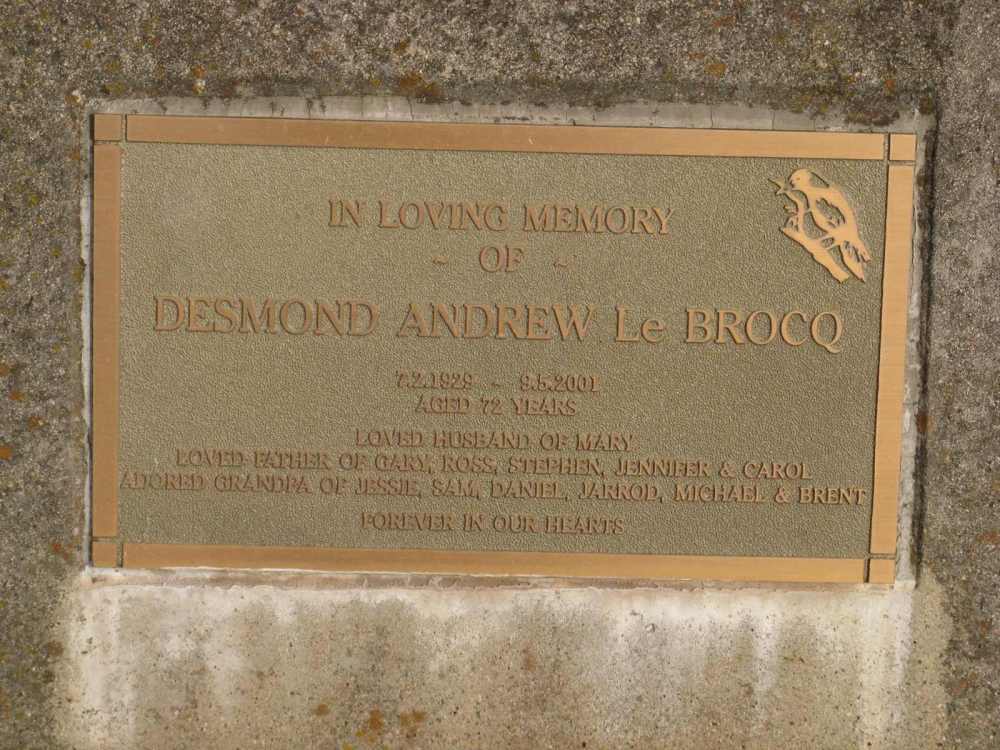 IN LOVING MEMORY
~ OF ~
DESMOND ANDREW Le BROCQ
7.2.1929 ~ 9.5.2001
AGED 72 YEARS
LOVED HUSBAND OF MARY
LOVED FATHER OF GARY, ROSS, STEPHEN, JENNIFER & CAROL
ADORED GRANDPA OF JESSIE, SAM, DANIEL, JARROD, MICHAEL & BRENT
FOREVER IN OUR HEARTS